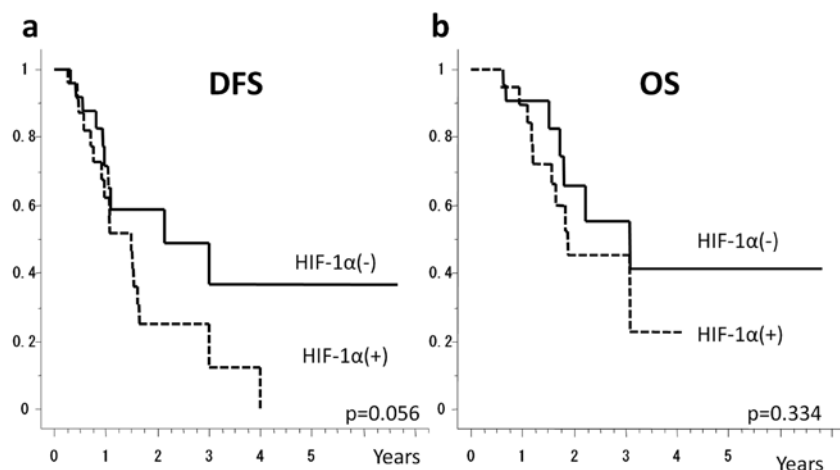 a
DFS
1
0.8
0.6
0.4
0.2
0
HIF-1α(-)
HIF-1α(+)
p=0.056
0 1 2 3 4 5 Years
b
OS
1
0.8
0.6
0.4
0.2
0
HIF-1α(-)
HIF-1α(+)
p=0.334
0 1 2 3 4 5 Years